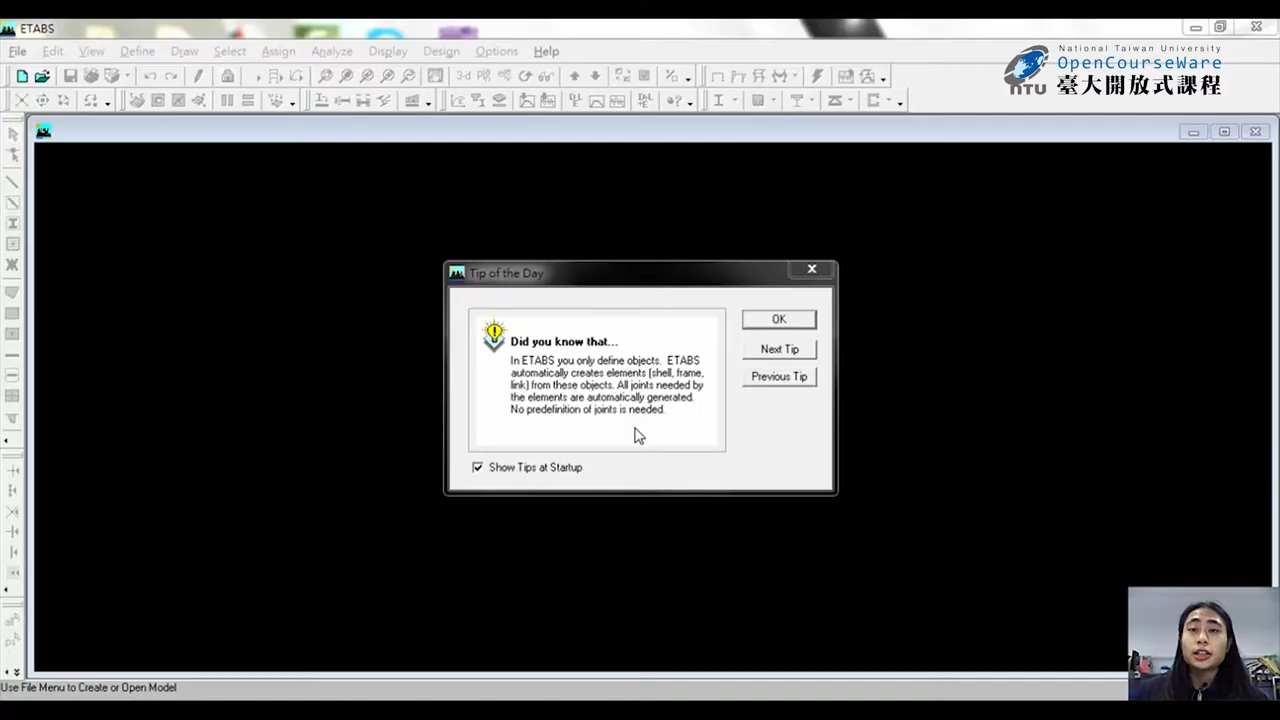 ETABS
File Edit View Define Draw Select Assign Analyze Display Design Options Help
National Taiwan University
OpenCourseWare
臺大開放式課程
NTU
3-d
Tip of the Day
Did you know that...
In ETABS you only define objects. ETABS
automatically creates elements (shell, frame,
link) from these objects. All joints needed by
the elements are automatically generated.
No predefinition of joints is needed.
OK
Next Tip
Previous Tip
Show Tips at Startup
Use File Menu to Create or Open Model